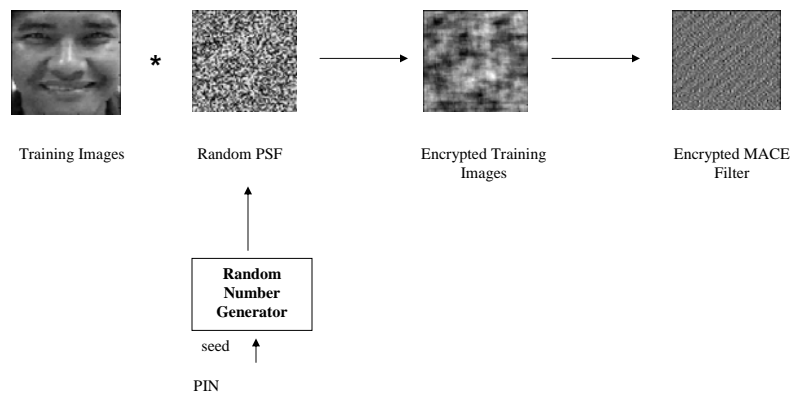 *
Training Images
Random PSF
Encrypted Training
Images
Encrypted MACE
Filter
Random
Number
Generator
seed
PIN